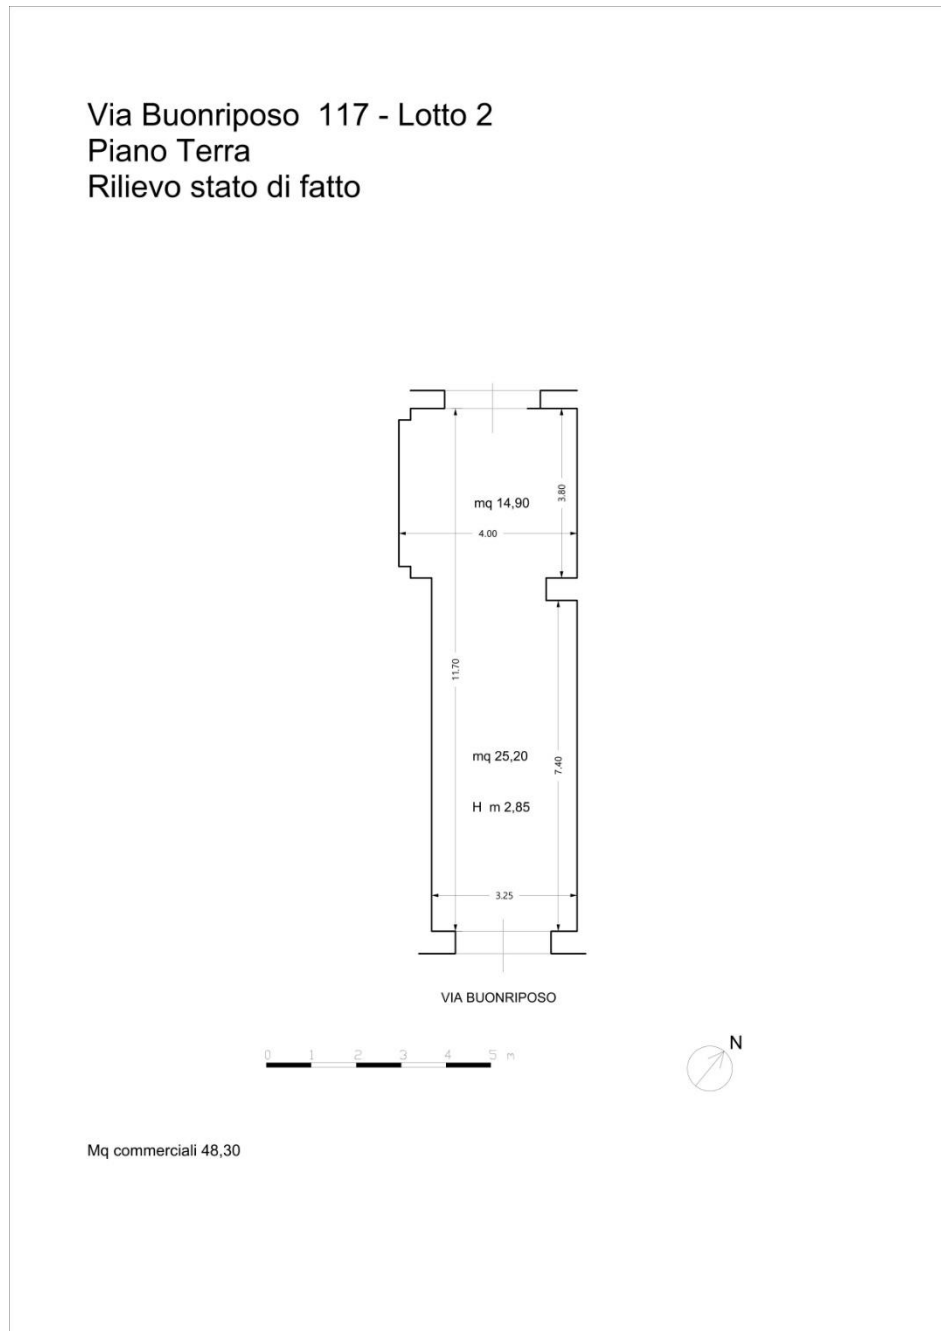 Via Buonriposo 117 - Lotto 2
Piano Terra
Rilievo stato di fatto
mq 14,90
3.80
4.00
11.70
mq 25,20
7.40
H m 2,85
3.25
VIA BUONRIPOSO
0 1 2 3 4 5 m
N
Mq commerciali 48,30